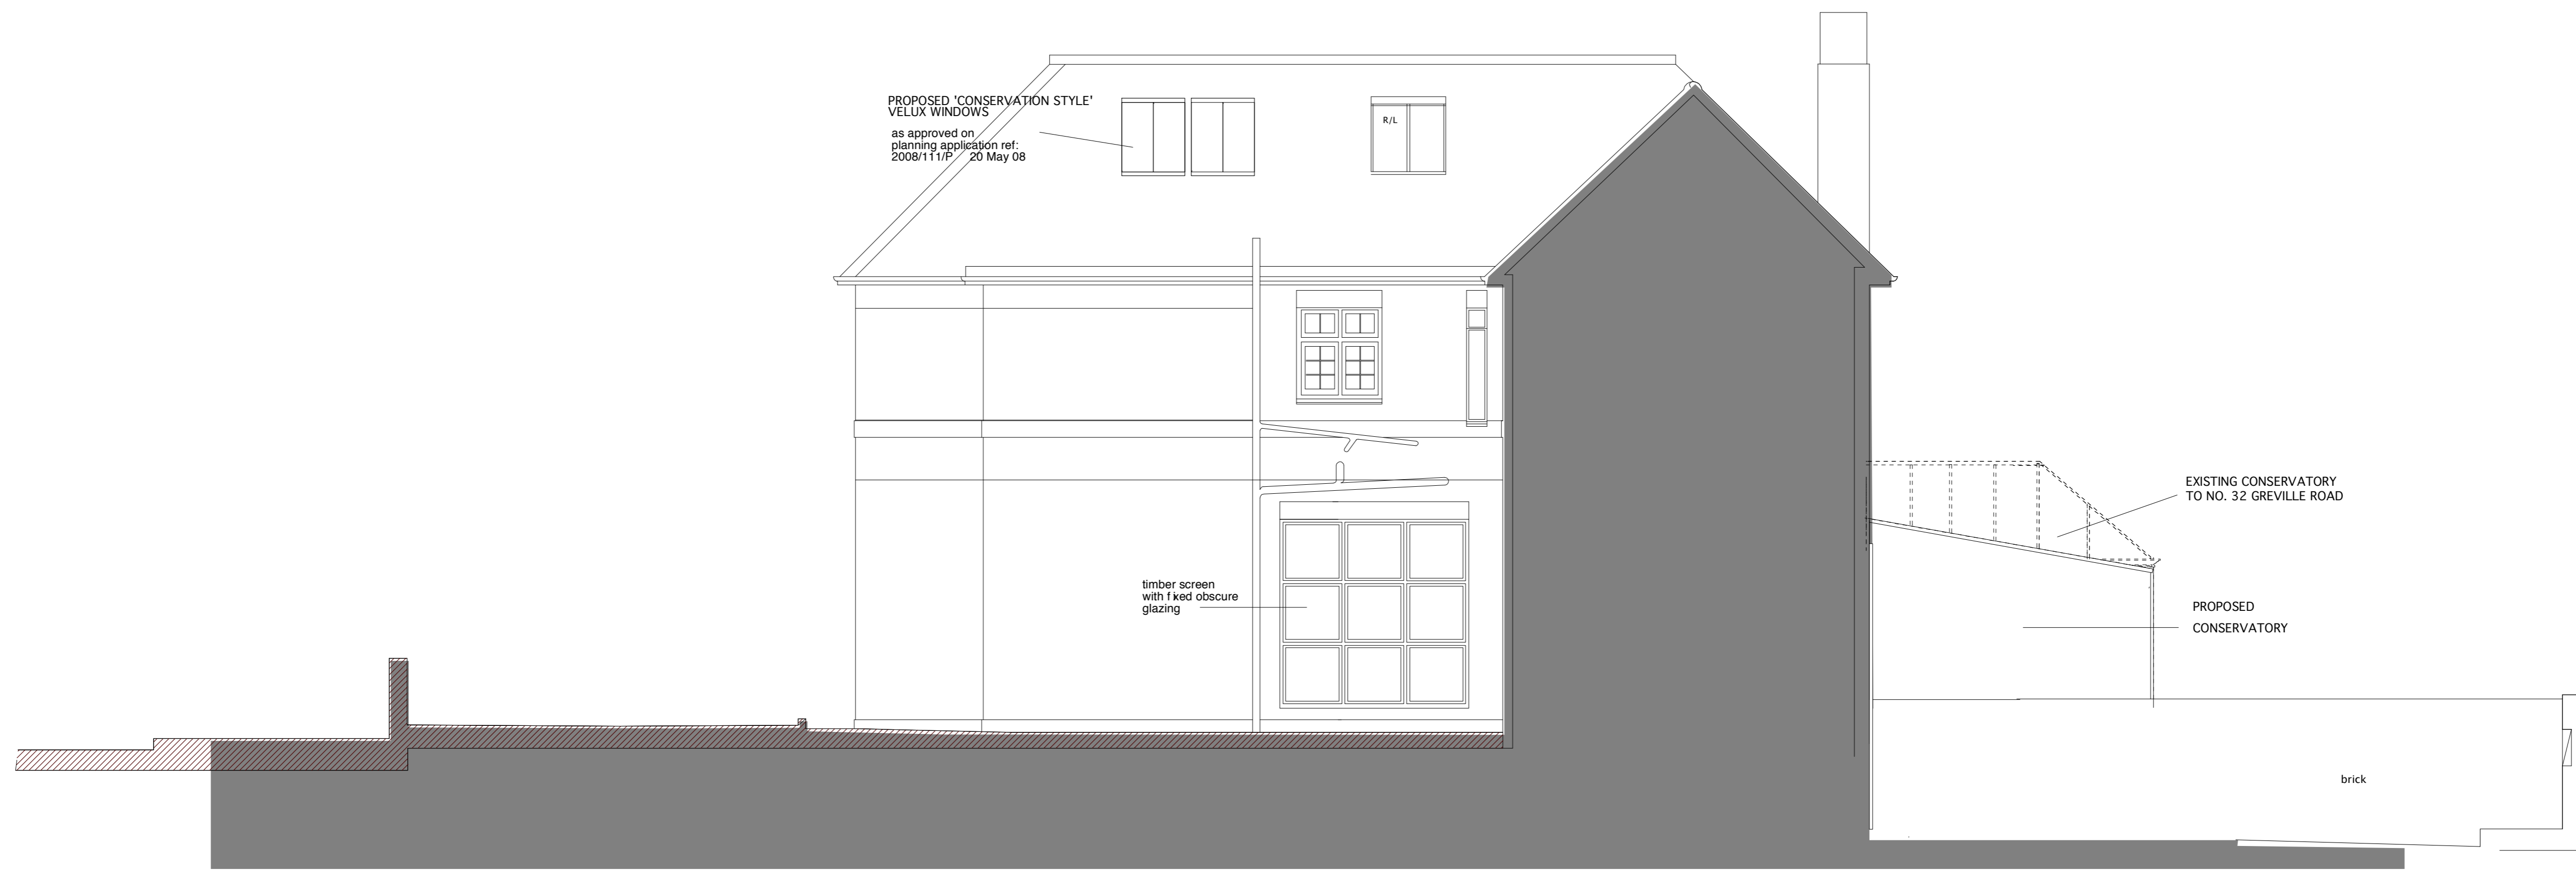 PROPOSED 'CONSERVATION STYLE'
VELUX WINDOWS
as approved on
planning application ref:
2008/111/P 20 May 08
R/L
timber screen
with fixed obscure
glazing
EXISTING CONSERVATORY
TO NO. 32 GREVILLE ROAD
PROPOSED
CONSERVATORY
brick